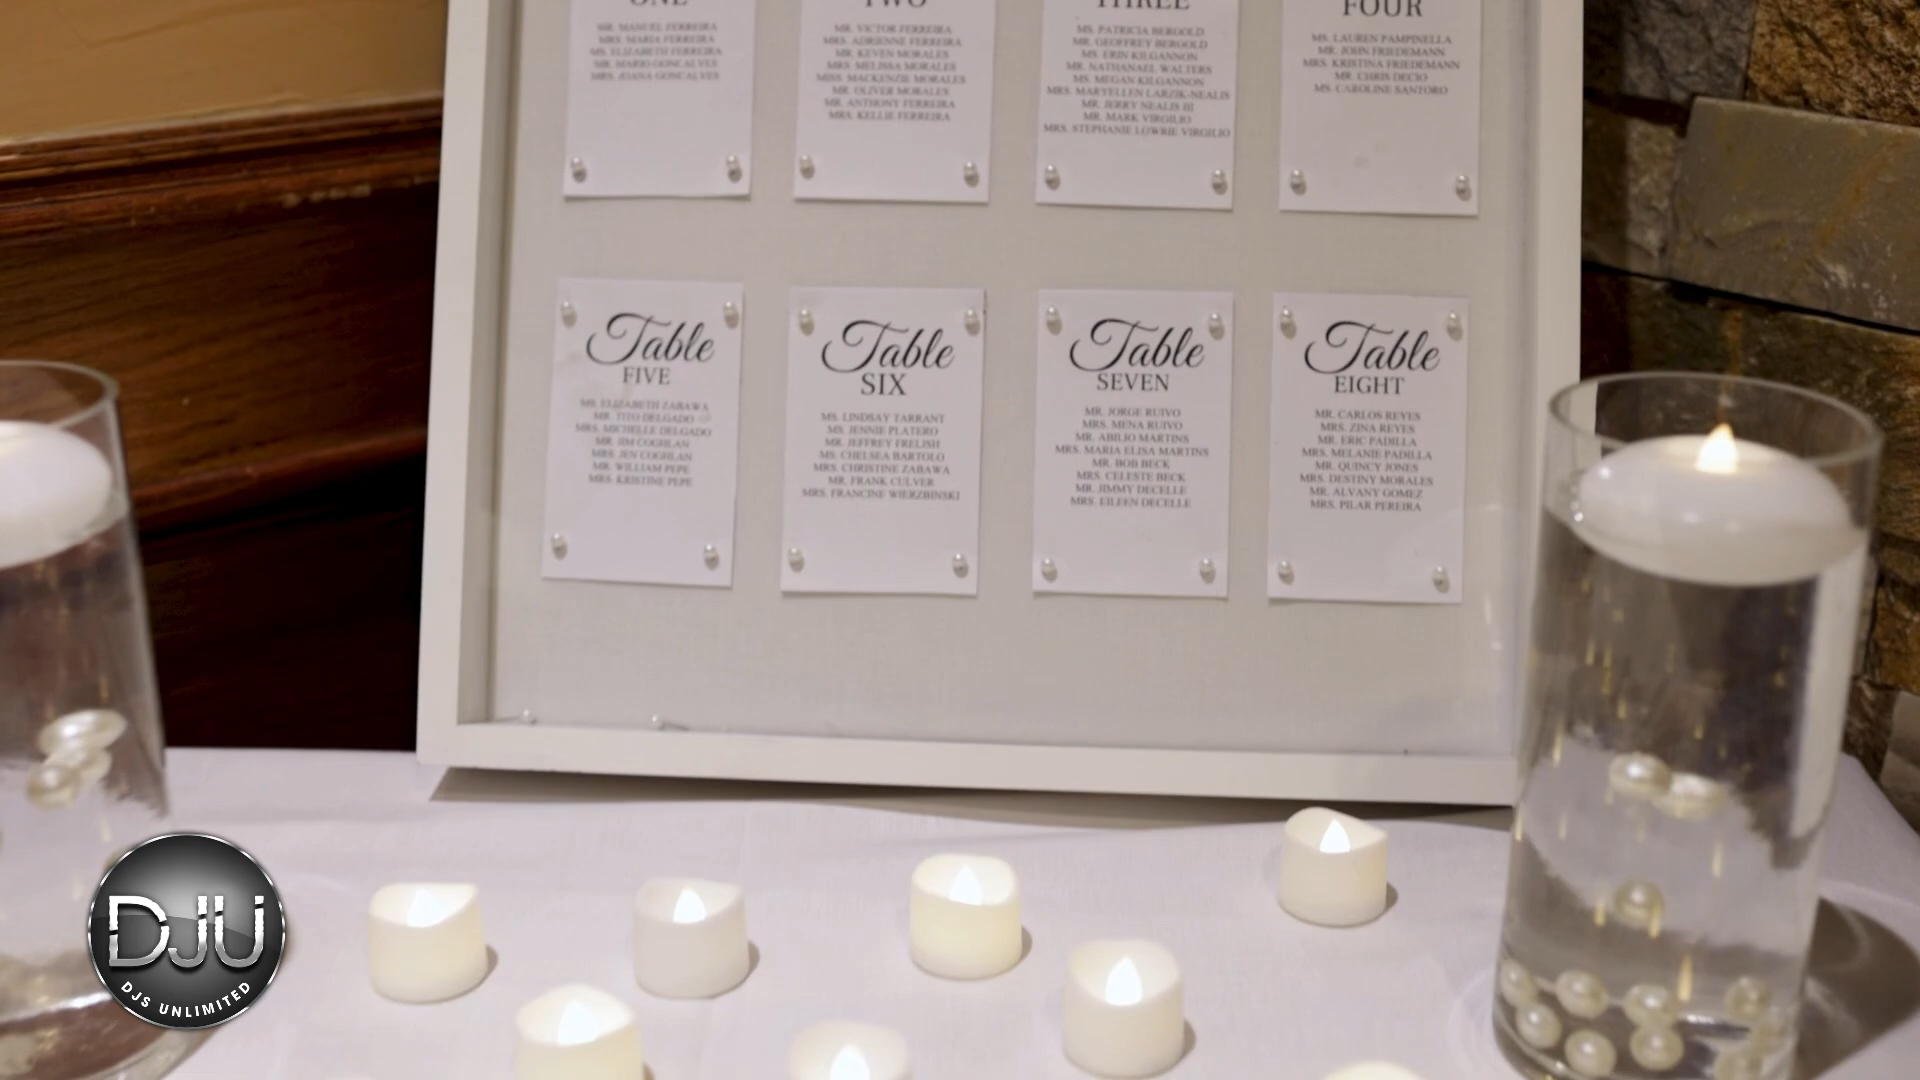 ONE
MR. MANUEL FERREIRA
MRS. MARIA FERREIRA
MS. ELIZABETH FERREIRA
MR. MARIO GONCALVES
MRS. JOANA GONCALVES
TWO
MR. VICTOR FERREIRA
MRS. ADRIENNE FERREIRA
MR. KEVEN MORALES
MRS. MELISSA MORALES
MISS. MACKENZIE MORALES
MR. OLIVER MORALES
MR. ANTHONY FERREIRA
MRS. KELLIE FERREIRA
THREE
MS. PATRICIA BERGOLD
MR. GEOFFREY BERGOLD
MS. ERIN KILGANNON
MR. NATHANAEL WALTERS
MS. MEGAN KILGANNON
MRS. MARYELLEN LARZIK-NEALIS
MR. JERRY NEALIS III
MR. MARK VIRGILIO
MRS. STEPHANIE LOWRIE VIRGILIO
FOUR
MS. LAUREN PAMPINELLA
MR. JOHN FRIEDEMANN
MRS. KRISTINA FRIEDEMANN
MR. CHRIS DECIO
MS. CAROLINE SANTORO
Table
FIVE
MS. ELIZABETH ZABAWA
MR. TITO DELGADO
MRS. MICHELLE DELGADO
MR. JIM COGHLAN
MRS. JEN COGHLAN
MR. WILLIAM PEPE
MRS. KRISTINE PEPE
Table
SIX
MS. LINDSAY TARRANT
MS. JENNIE PLATERO
MR. JEFFREY FRELISH
MS. CHELSEA BARTOLO
MRS. CHRISTINE ZABAWA
MR. FRANK CULVER
MRS. FRANCINE WIERZBINSKI
Table
SEVEN
MR. JORGE RUIVO
MRS. MENA RUIVO
MR. ABILIO MARTINS
MRS. MARIA ELISA MARTINS
MR. BOB BECK
MRS. CELESTE BECK
MR. JIMMY DECELLE
MRS. EILEEN DECELLE
Table
EIGHT
MR. CARLOS REYES
MRS. ZINA REYES
MR. ERIC PADILLA
MRS. MELANIE PADILLA
MR. QUINCY JONES
MRS. DESTINY MORALES
MR. ALVANY GOMEZ
MRS. PILAR PEREIRA
DJU
DJS UNLIMITED